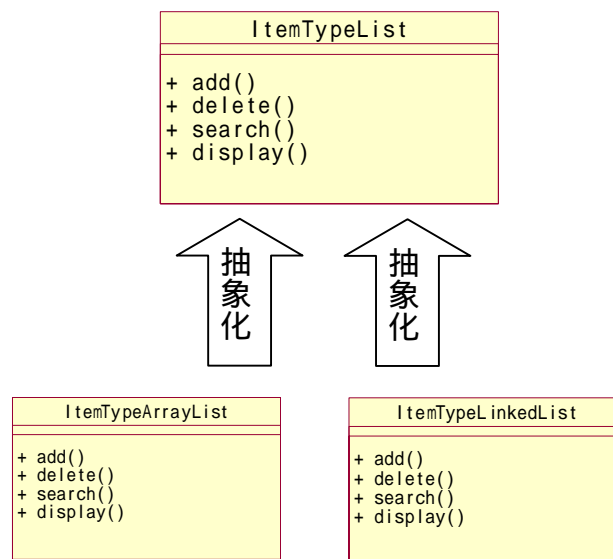 ItemTypeList
+ add()
+ delete()
+ search()
+ display()
抽象化
抽象化
ItemTypeArrayList
+ add()
+ delete()
+ search()
+ display()
ItemTypeLinkedList
+ add()
+ delete()
+ search()
+ display()